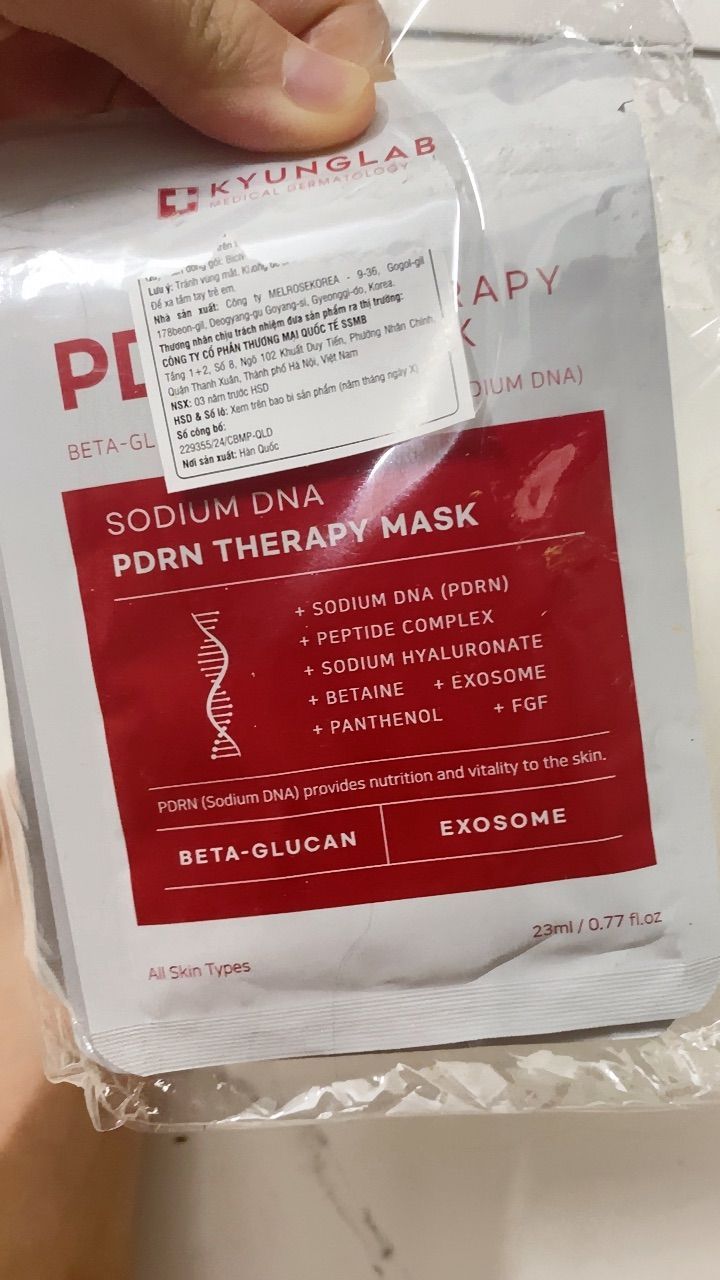 KYUNGLAB
MEDICAL DERMATOLOGY
đóng gói: Bịch
Lưu ý: Tránh vùng mắt. Không
Để xa tầm tay trẻ em.
Nhà sản xuất: Công ty MELROSEKOREA - 9-36, Gogol-gil
178beon-gil, Deogyang-gu Goyang-si, Gyeonggi-do, Korea.
Thương nhân chịu trách nhiệm đưa sản phẩm ra thị trường:
CÔNG TY CỔ PHẦN THƯƠNG MẠI QUỐC TẾ SSMB
Tầng 1+2, Số 8, Ngõ 102 Khuất Duy Tiến, Phường Nhân Chính,
Quận Thanh Xuân, Thành phố Hà Nội, Việt Nam
NSX: 03 năm trước HSD
HSD & Số lô: Xem trên bao bì sản phẩm (năm tháng ngày X)
Số công bố:
229355/24/CBMP-QLD
Nơi sản xuất: Hàn Quốc
PD RAPY
K
BETA-GL DIUM DNA)
SODIUM DNA
PDRN THERAPY MASK
+ SODIUM DNA (PDRN)
+ PEPTIDE COMPLEX
+ SODIUM HYALURONATE
+ BETAINE + EXOSOME
+ PANTHENOL + FGF
PDRN (Sodium DNA) provides nutrition and vitality to the skin.
BETA-GLUCAN EXOSOME
23ml / 0.77 fl.oz
All Skin Types